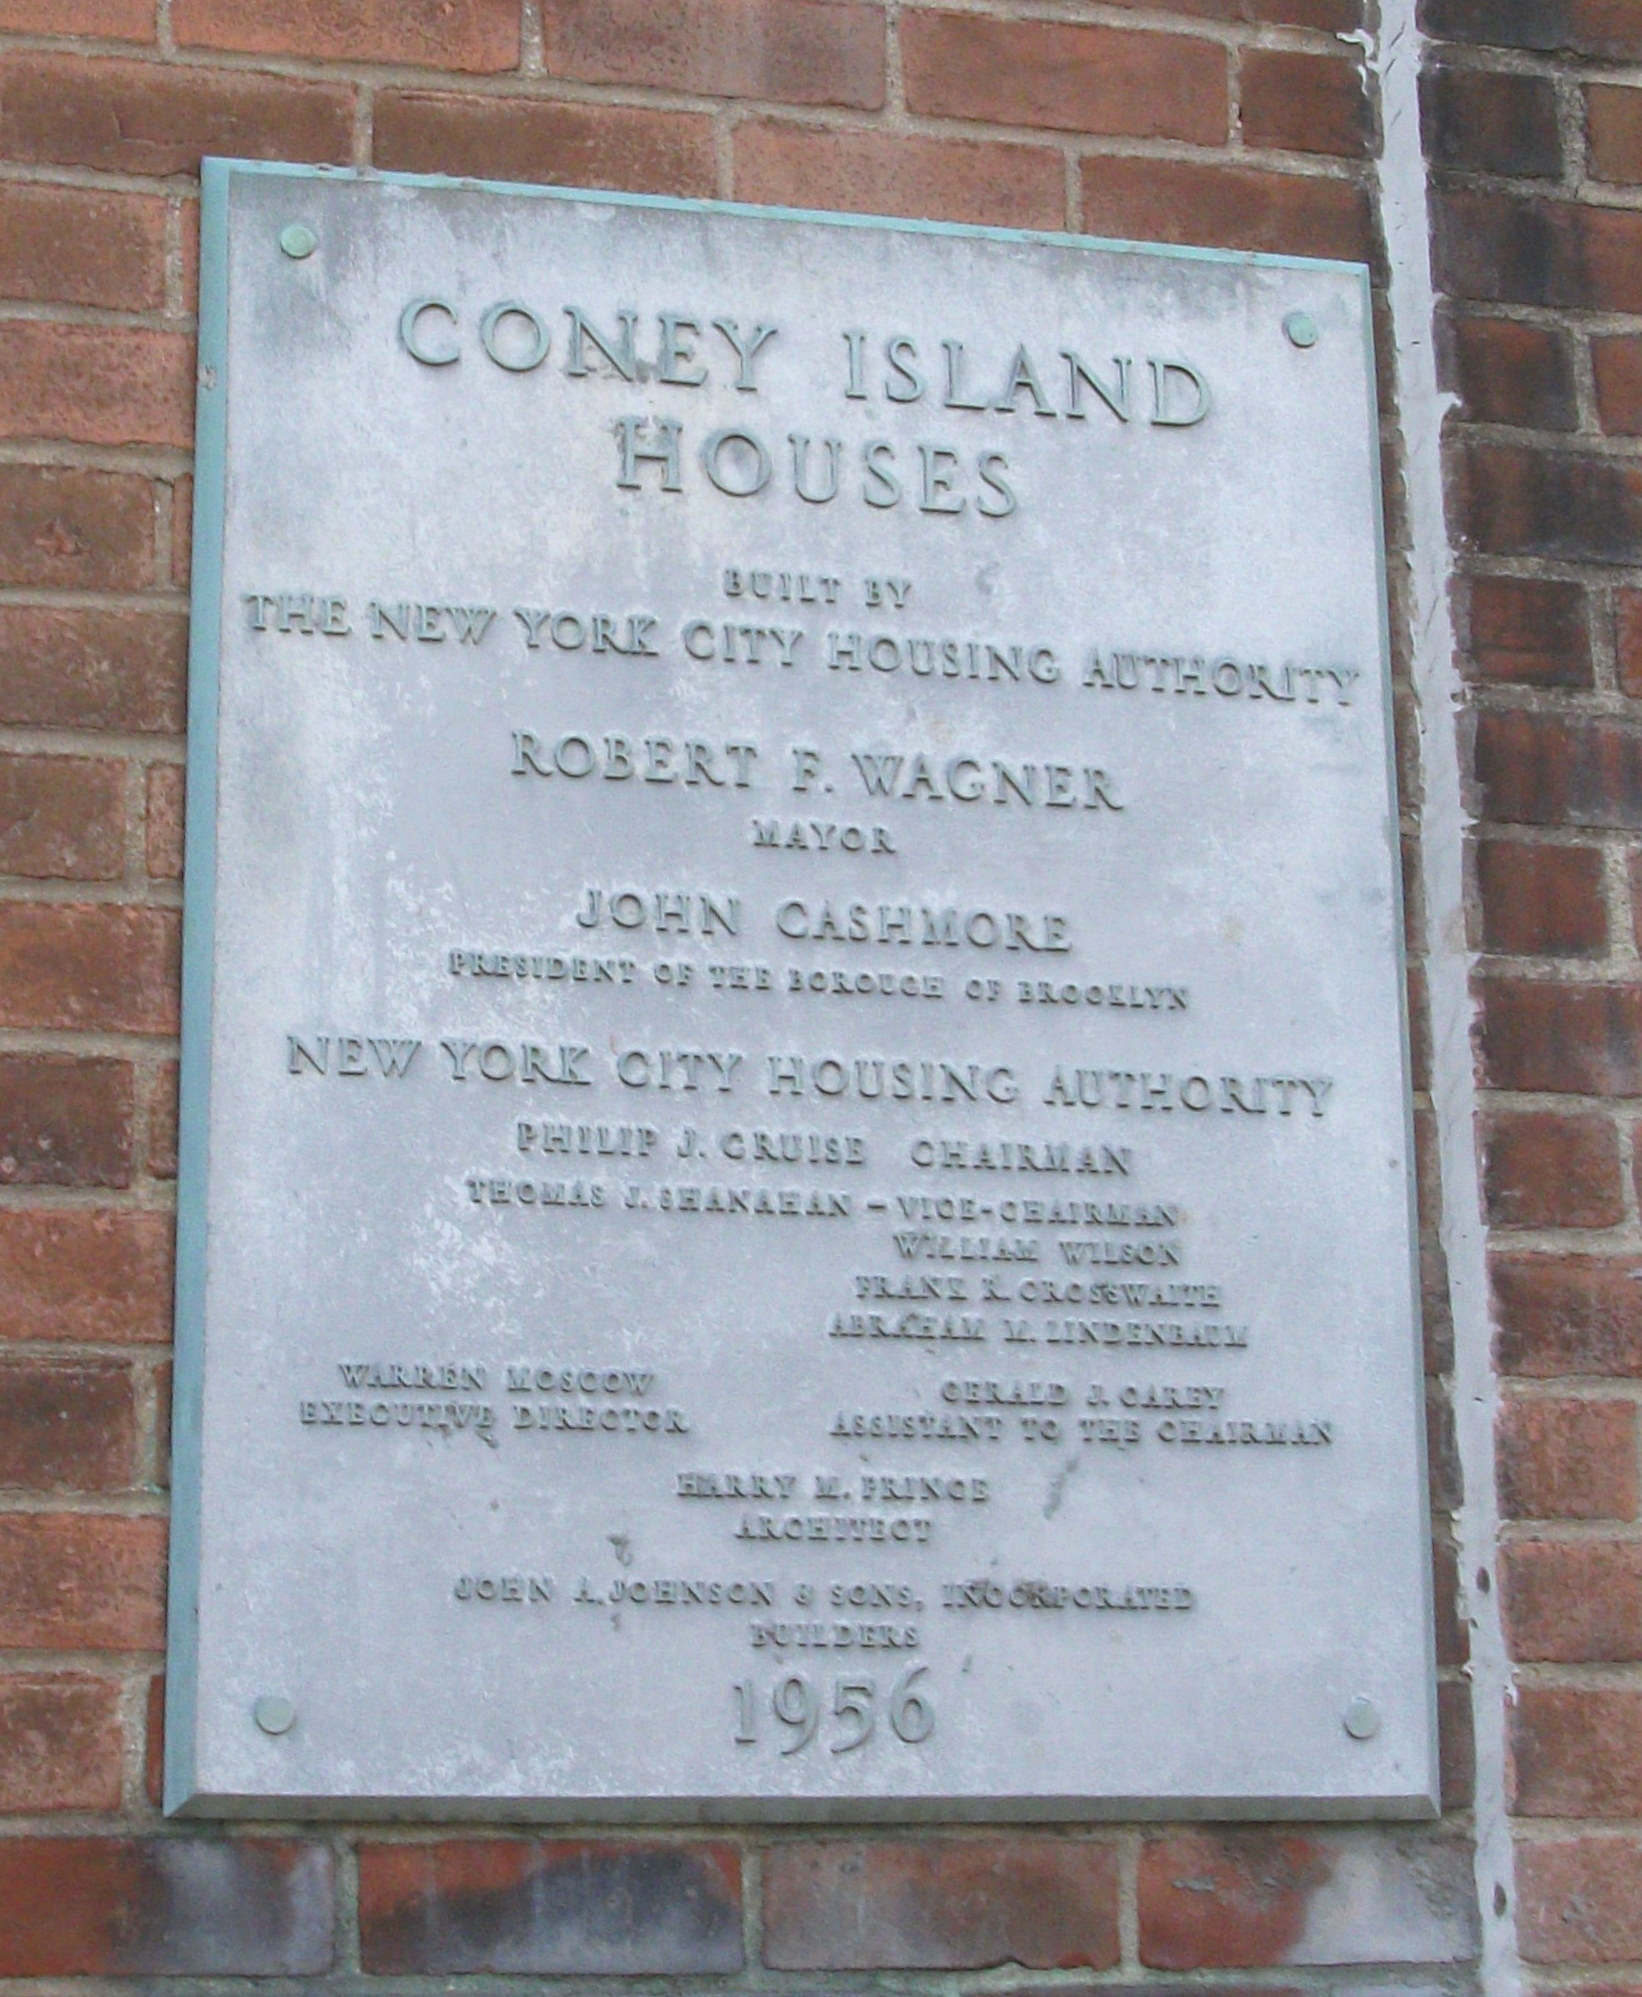 CONEY ISLAND
HOUSES
BUILT BY
THE NEW YORK CITY HOUSING AUTHORITY
ROBERT F. WAGNER
MAYOR
JOHN CASHMORE
PRESIDENT OF THE BOROUGH OF BROOKLYN
NEW YORK CITY HOUSING AUTHORITY
PHILIP J. CRUISE CHAIRMAN
THOMAS J. SHANAHAN – VICE-CHAIRMAN
WILLIAM WILSON
FRANK R. CROSSWAITH
ABRAHAM M. LINDENBAUM
WARREN MOSCOW
EXECUTIVE DIRECTOR
GERALD J. CAREY
ASSISTANT TO THE CHAIRMAN
HARRY M. PRINCE
ARCHITECT
JOHN A. JOHNSON & SONS, INCORPORATED
BUILDERS
1956